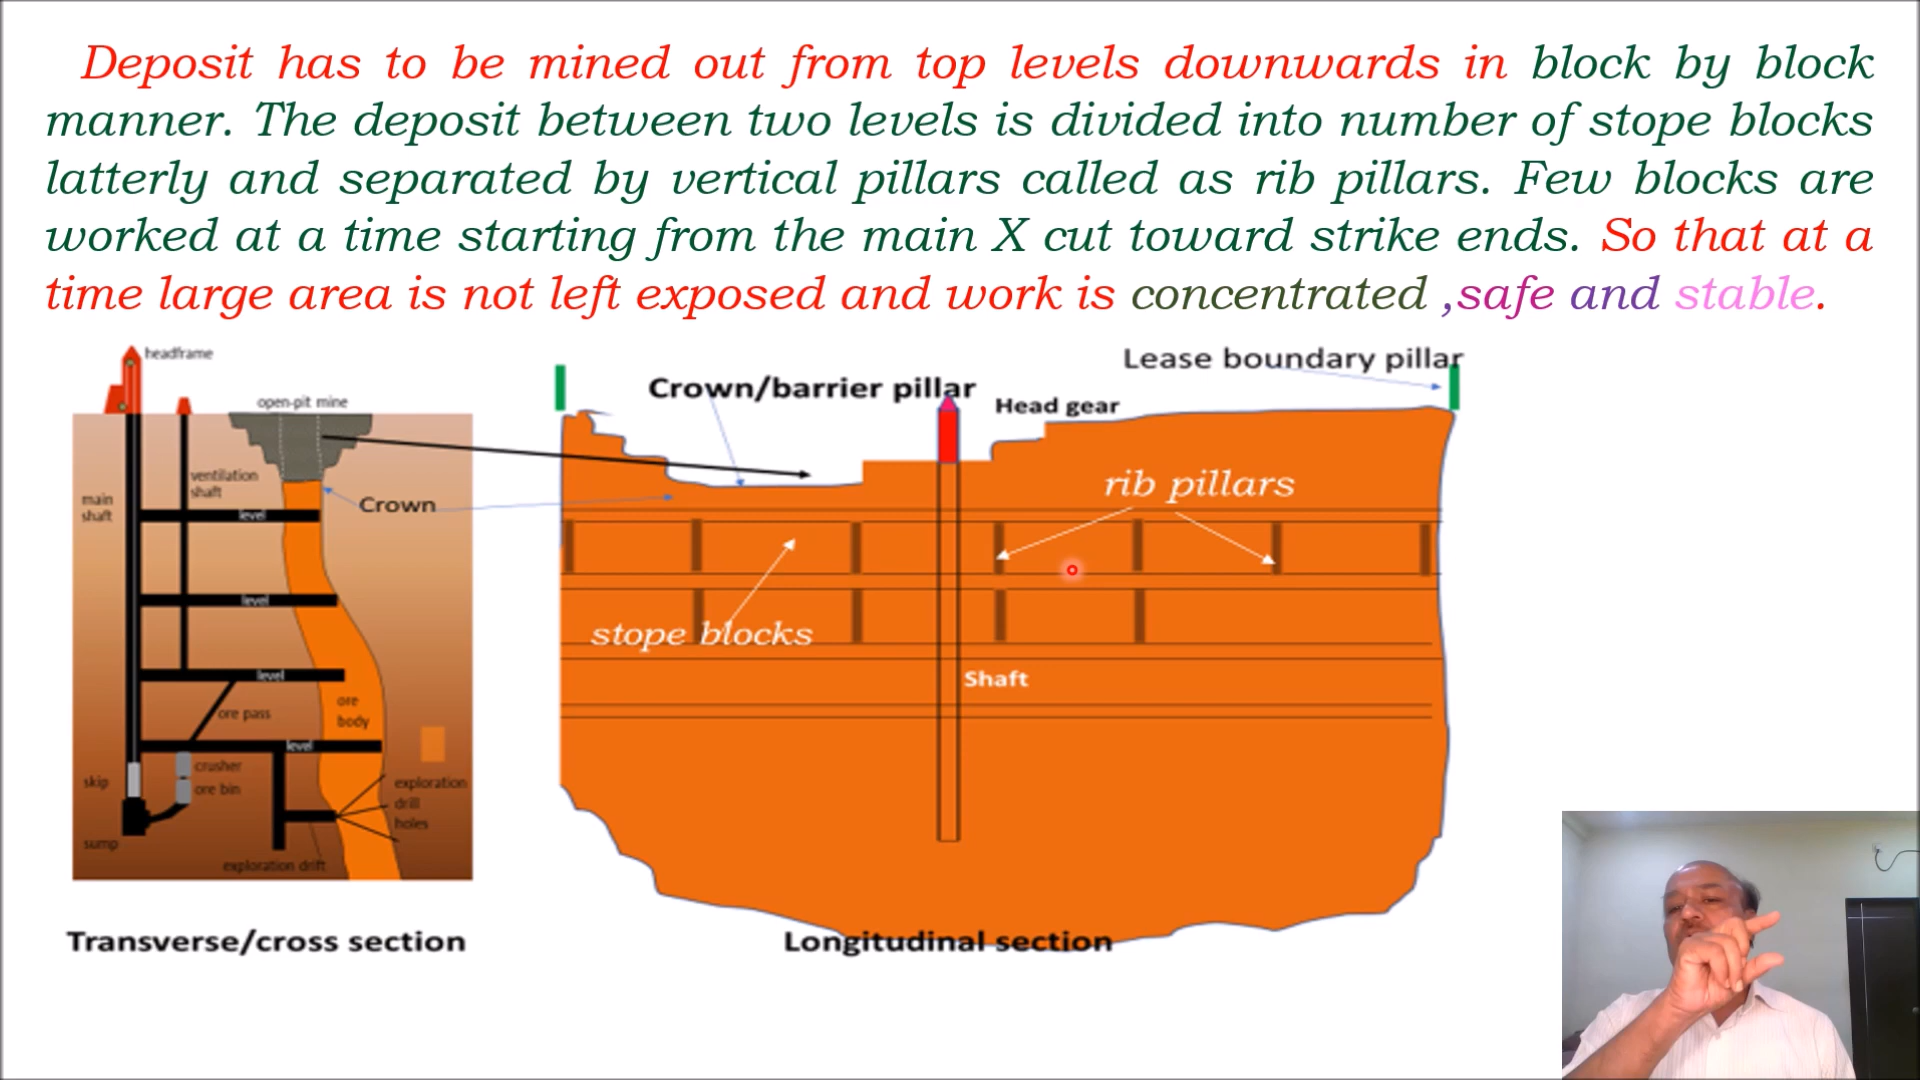 Deposit has to be mined out from top levels downwards in block by block
manner. The deposit between two levels is divided into number of stope blocks
latterly and separated by vertical pillars called as rib pillars. Few blocks are
worked at a time starting from the main X cut toward strike ends. So that at a
time large area is not left exposed and work is concentrated ,safe and stable.
headframe
open-pit mine
ventilation
shaft
main
shaft
Crown
level
level
level
ore pass
ore
body
level
crusher
ore bin
skip
sump
exploration
drill
holes
exploration drift
Transverse/cross section
Lease boundary pillar
Crown/barrier pillar
Head gear
rib pillars
stope blocks
Shaft
Longitudinal section